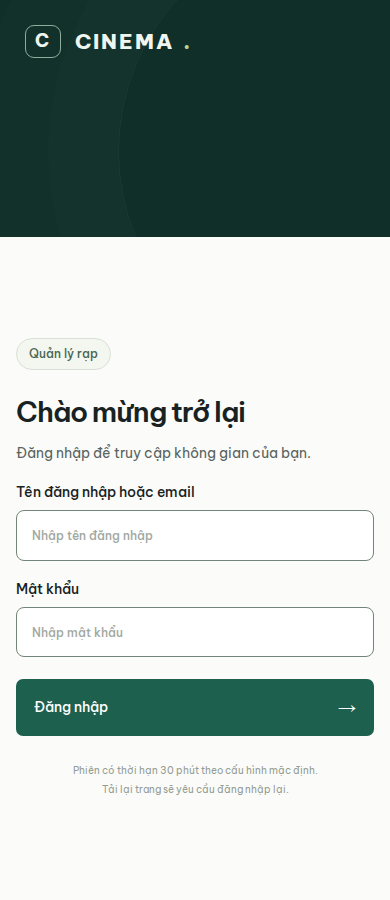 C CINEMA .
Quản lý rạp
Chào mừng trở lại
Đăng nhập để truy cập không gian của bạn.
Tên đăng nhập hoặc email
Nhập tên đăng nhập
Mật khẩu
Nhập mật khẩu
Đăng nhập →
Phiên có thời hạn 30 phút theo cấu hình mặc định.
Tải lại trang sẽ yêu cầu đăng nhập lại.